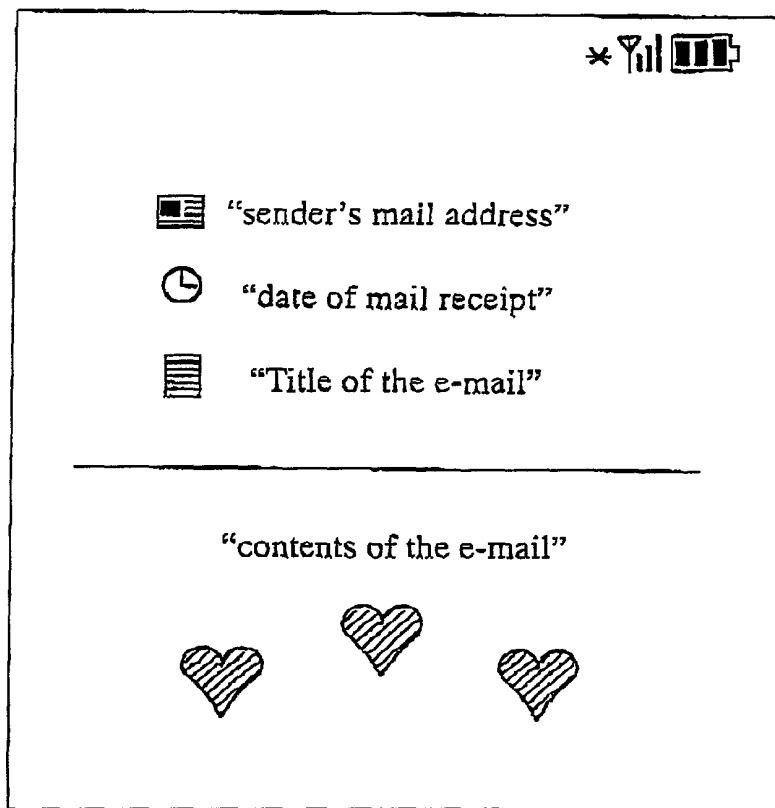 “sender’s mail address”
“date of mail receipt”
“Title of the e-mail”
“contents of the e-mail”